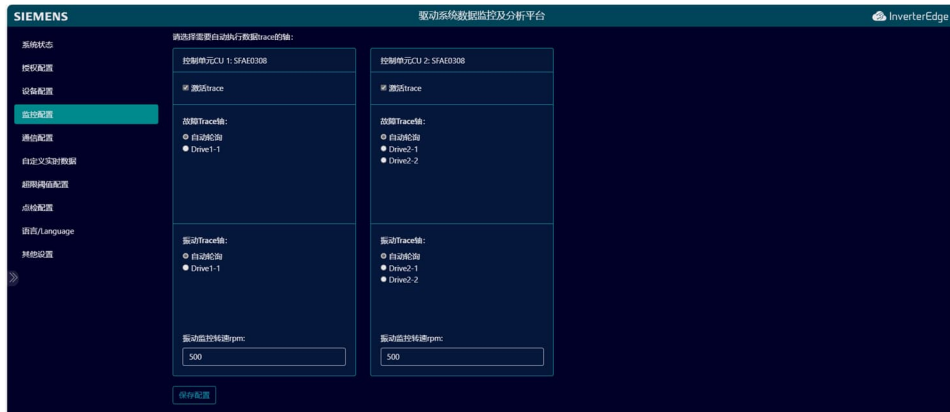 SIEMENS
驱动系统数据监控及分析平台
InverterEdge
系统状态
授权配置
设备配置
监控配置
通信配置
自定义实时数据
超限阈值配置
点检配置
语言/Language
其他设置
请选择需要自动执行数据trace的轴:
控制单元CU 1: SFAE0308
激活trace
故障Trace轴:
自动轮询
Drive1-1
振动Trace轴:
自动轮询
Drive1-1
振动监控转速rpm:
500
控制单元CU 2: SFAE0308
激活trace
故障Trace轴:
自动轮询
Drive2-1
Drive2-2
振动Trace轴:
自动轮询
Drive2-1
Drive2-2
振动监控转速rpm:
500
保存配置